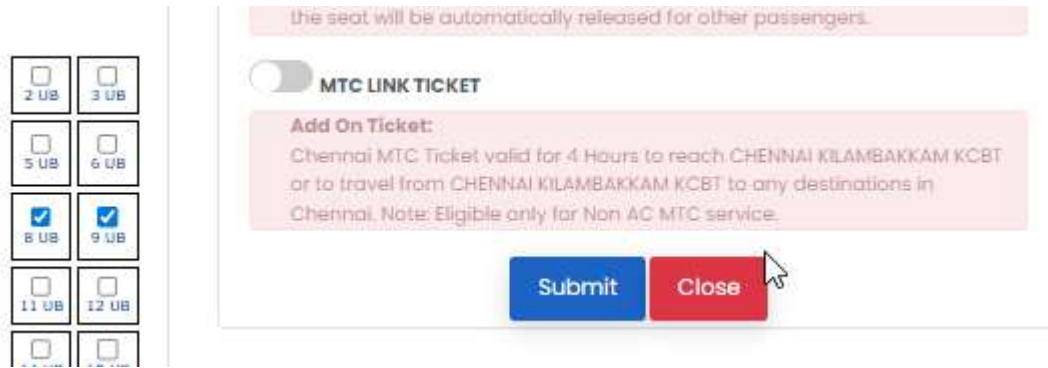 the seat will be automatically released for other passengers.
2 UB 3 UB
MTC LINK TICKET
Add On Ticket:
5 UB 6 UB
Chennai MTC Ticket valid for 4 Hours to reach CHENNAI KILAMBAKKAM KCBT
or to travel from CHENNAI KILAMBAKKAM KCBT to any destinations in
Chennai. Note: Eligible only for Non AC MTC service.
8 UB 9 UB
11 UB 12 UB
Submit Close